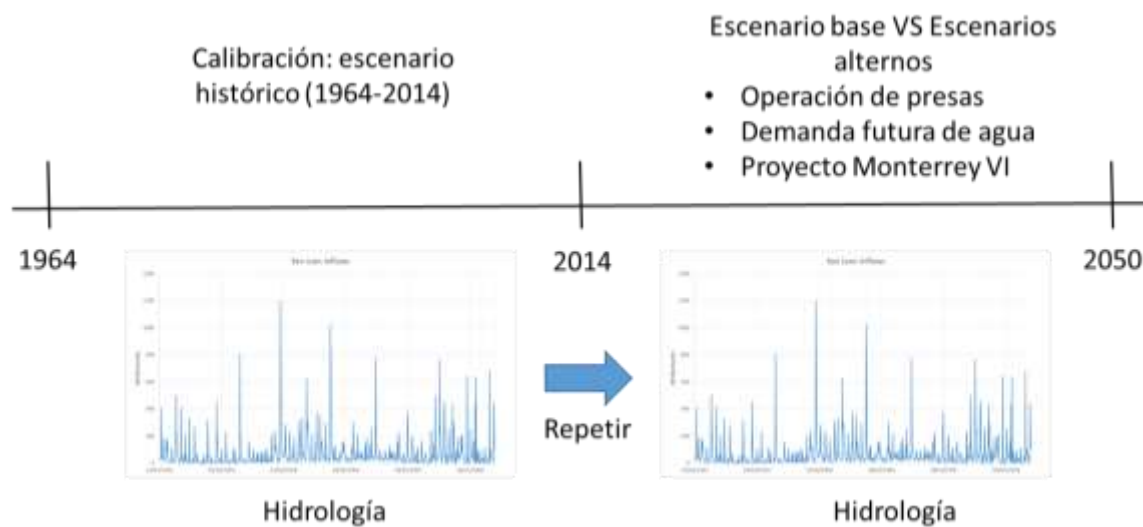 Calibración: escenario
histórico (1964-2014)
Escenario base VS Escenarios
alternos
• Operación de presas
• Demanda futura de agua
• Proyecto Monterrey VI
1964
2014
2050
Repetir
Hidrología
Hidrología